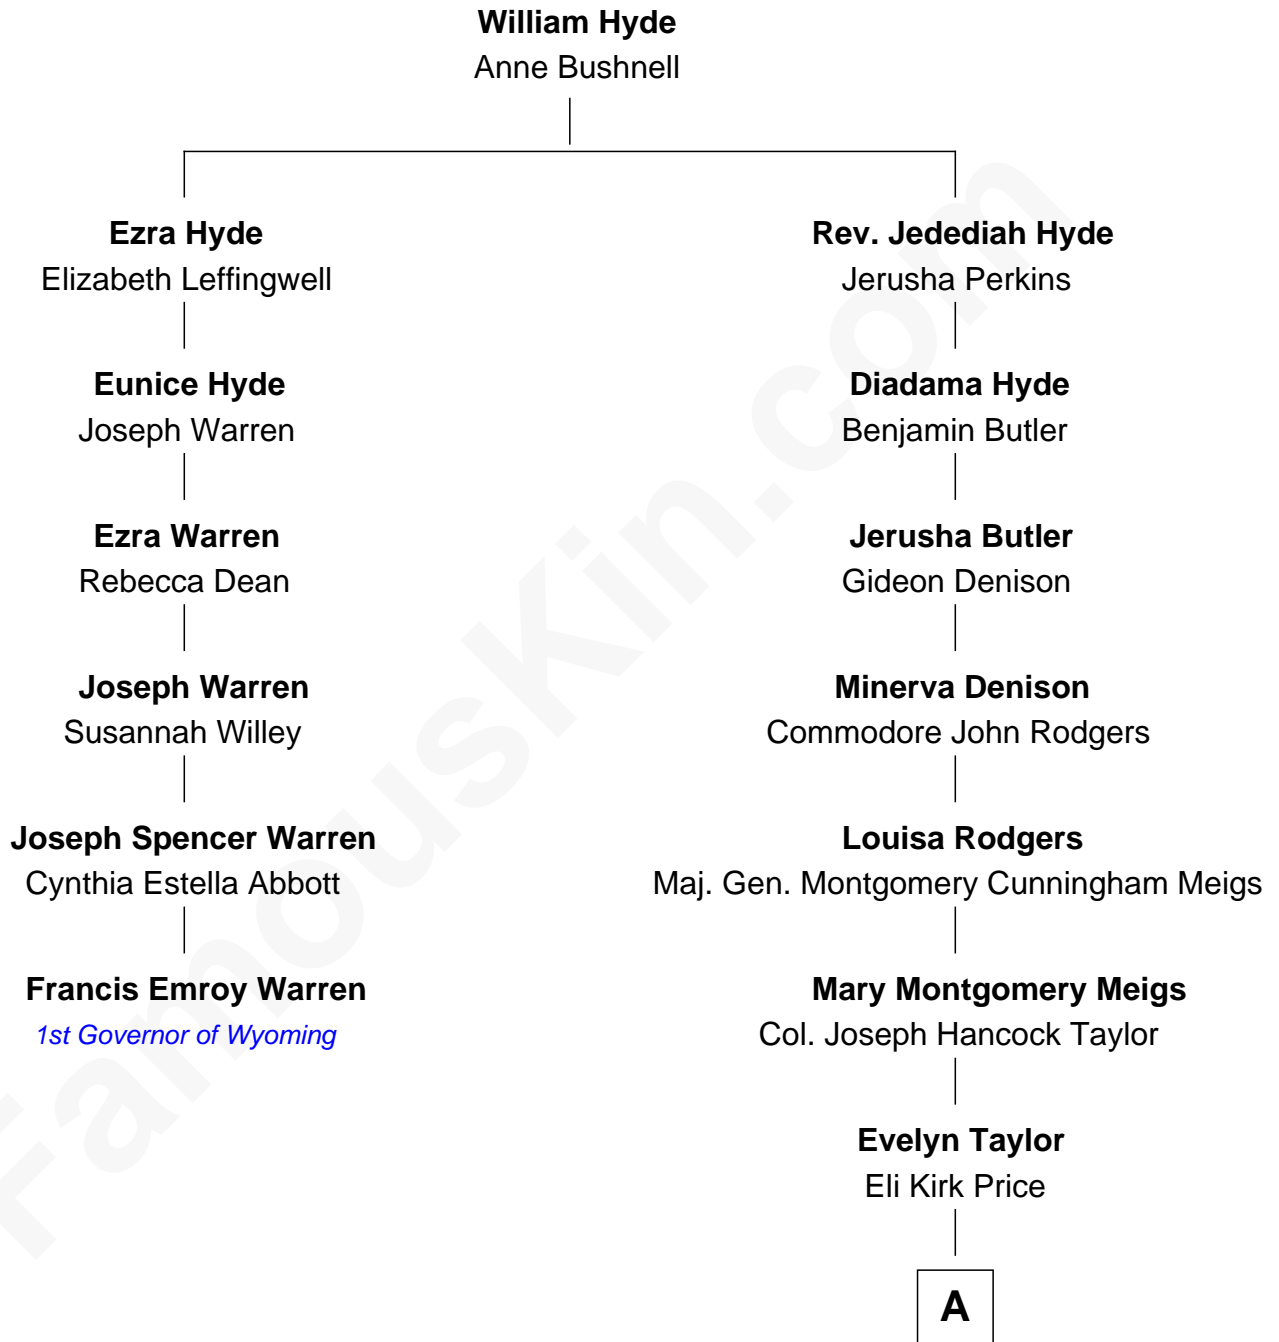 William Hyde
Anne Bushnell
Ezra Hyde
Elizabeth Leffingwell
Rev. Jedediah Hyde
Jerusha Perkins
Eunice Hyde
Joseph Warren
Diadama Hyde
Benjamin Butler
Ezra Warren
Rebecca Dean
Jerusha Butler
Gideon Denison
Joseph Warren
Susannah Willey
Minerva Denison
Commodore John Rodgers
Joseph Spencer Warren
Cynthia Estella Abbott
Louisa Rodgers
Maj. Gen. Montgomery Cunningham Meigs
Francis Emroy Warren
1st Governor of Wyoming
Mary Montgomery Meigs
Col. Joseph Hancock Taylor
Evelyn Taylor
Eli Kirk Price
A
FamousKin.com